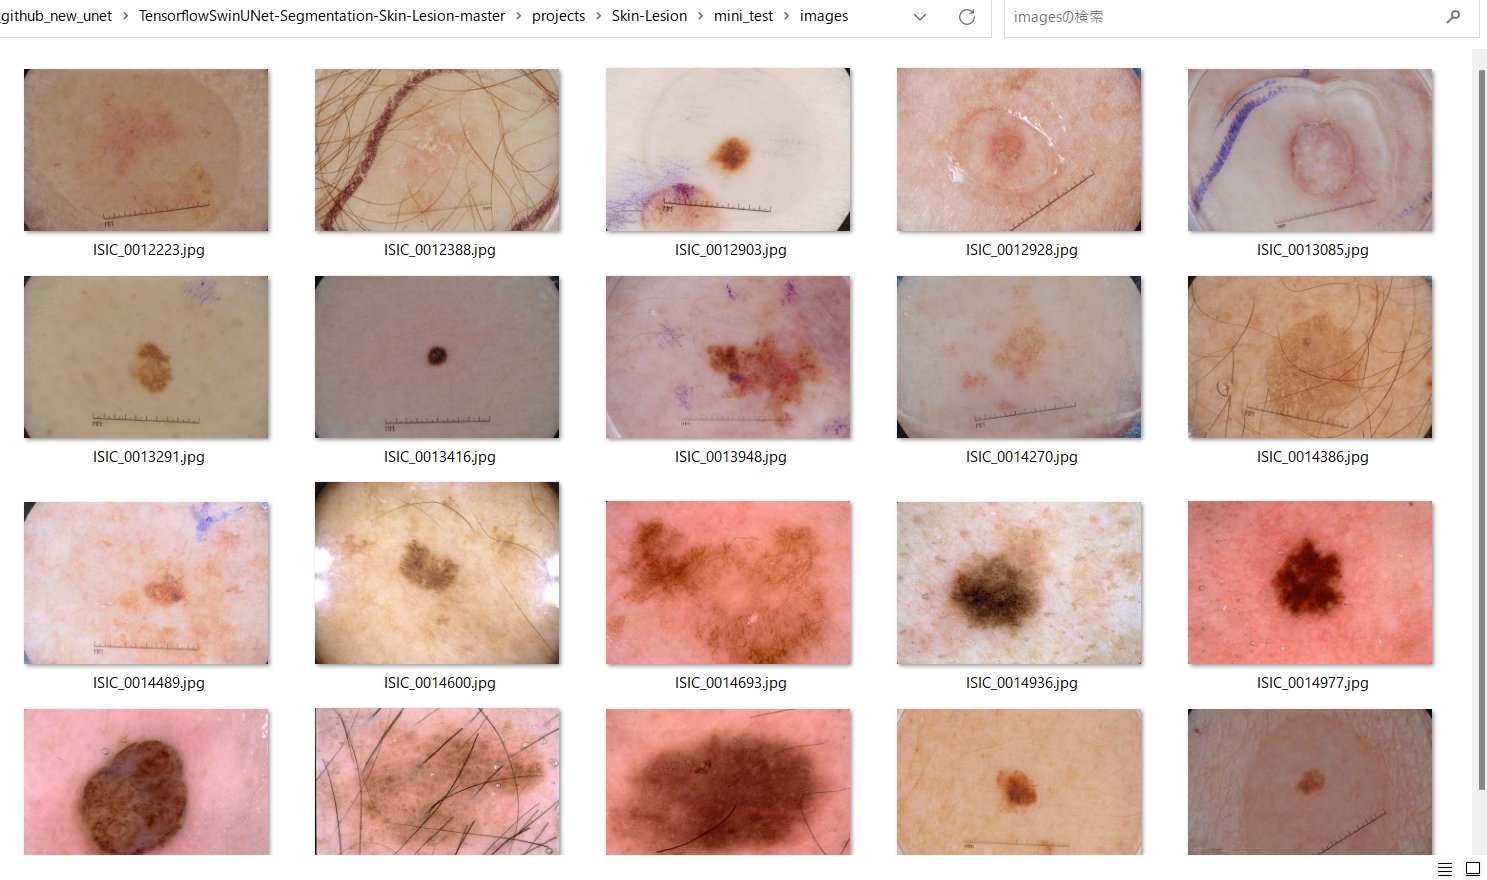 _github_new_unet > TensorflowSwinUNet-Segmentation-Skin-Lesion-master > projects > Skin-Lesion > mini_test > images
imagesの検索
ISIC_0012223.jpg ISIC_0012388.jpg ISIC_0012903.jpg ISIC_0012928.jpg ISIC_0013085.jpg
ISIC_0013291.jpg ISIC_0013416.jpg ISIC_0013948.jpg ISIC_0014270.jpg ISIC_0014386.jpg
ISIC_0014489.jpg ISIC_0014600.jpg ISIC_0014693.jpg ISIC_0014936.jpg ISIC_0014977.jpg